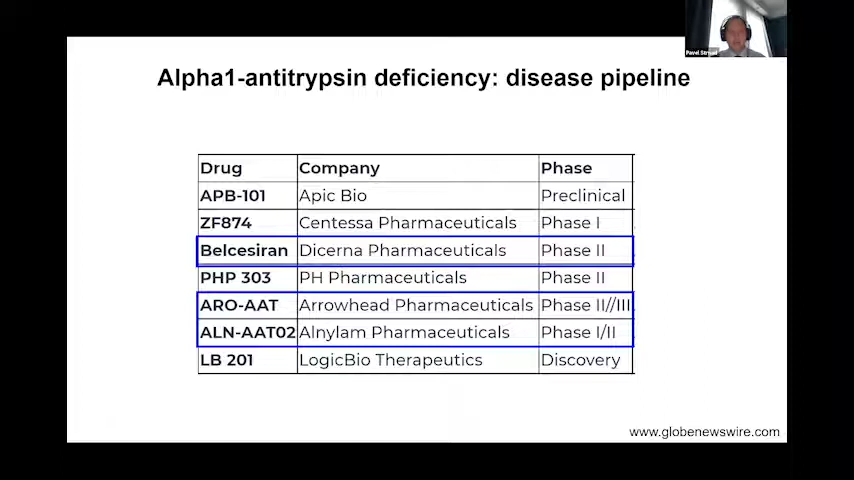 Pavel Strnad
Alpha1-antitrypsin deficiency: disease pipeline
Drug Company Phase
APB-101 Apic Bio Preclinical
ZF874 Centessa Pharmaceuticals Phase I
Belcesiran Dicerna Pharmaceuticals Phase II
PHP 303 PH Pharmaceuticals Phase II
ARO-AAT Arrowhead Pharmaceuticals Phase II//III
ALN-AAT02 Alnylam Pharmaceuticals Phase I/II
LB 201 LogicBio Therapeutics Discovery
www.globenewswire.com